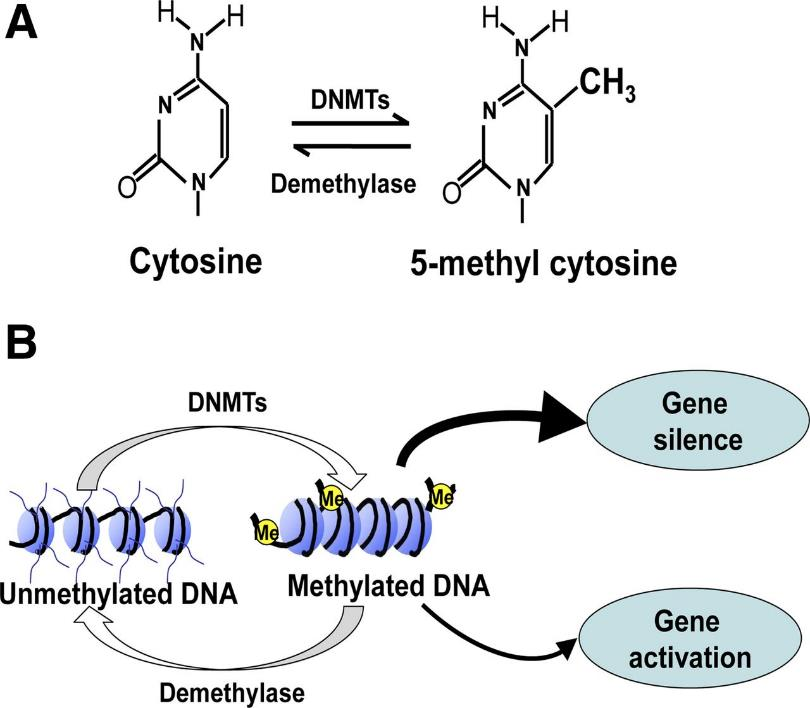 A
H H
N
N
O
N
DNMTs
Demethylase
H H
N
CH3
N
O
N
Cytosine
5-methyl cytosine
B
DNMTs
Gene
silence
Me
Me
Me
Unmethylated DNA
Methylated DNA
Gene
activation
Demethylase